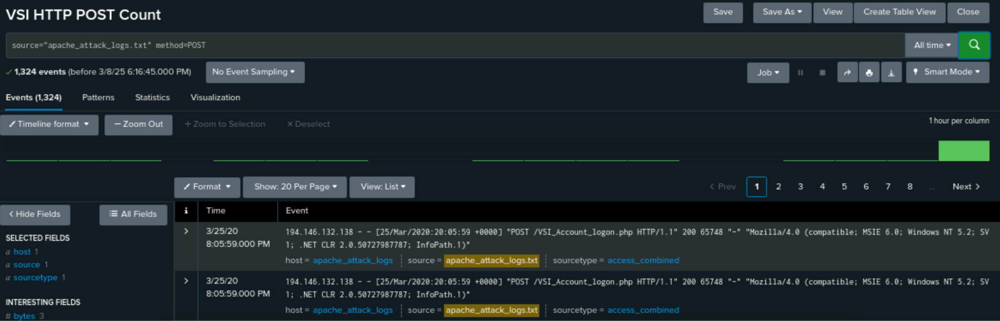 VSI HTTP POST Count
Save Save As View Create Table View Close
source="apache_attack_logs.txt" method=POST
All time
1,324 events (before 3/8/25 6:16:45.000 PM) No Event Sampling
Job Smart Mode
Events (1,324) Patterns Statistics Visualization
Timeline format — Zoom Out + Zoom to Selection × Deselect
1 hour per column
Format Show: 20 Per Page View: List
< Prev 1 2 3 4 5 6 7 8 ... Next >
< Hide Fields All Fields
i Time Event
SELECTED FIELDS
a host 1
a source 1
a sourcetype 1
INTERESTING FIELDS
# bytes 3
> 3/25/20
8:05:59.000 PM
194.146.132.138 - - [25/Mar/2020:20:05:59 +0000] "POST /VSI_Account_logon.php HTTP/1.1" 200 65748 "-" "Mozilla/4.0 (compatible; MSIE 6.0; Windows NT 5.2; SV
1; .NET CLR 2.0.50727987787; InfoPath.1)"
host = apache_attack_logs source = apache_attack_logs.txt sourcetype = access_combined
> 3/25/20
8:05:59.000 PM
194.146.132.138 - - [25/Mar/2020:20:05:59 +0000] "POST /VSI_Account_logon.php HTTP/1.1" 200 65748 "-" "Mozilla/4.0 (compatible; MSIE 6.0; Windows NT 5.2; SV
1; .NET CLR 2.0.50727987787; InfoPath.1)"
host = apache_attack_logs source = apache_attack_logs.txt sourcetype = access_combined